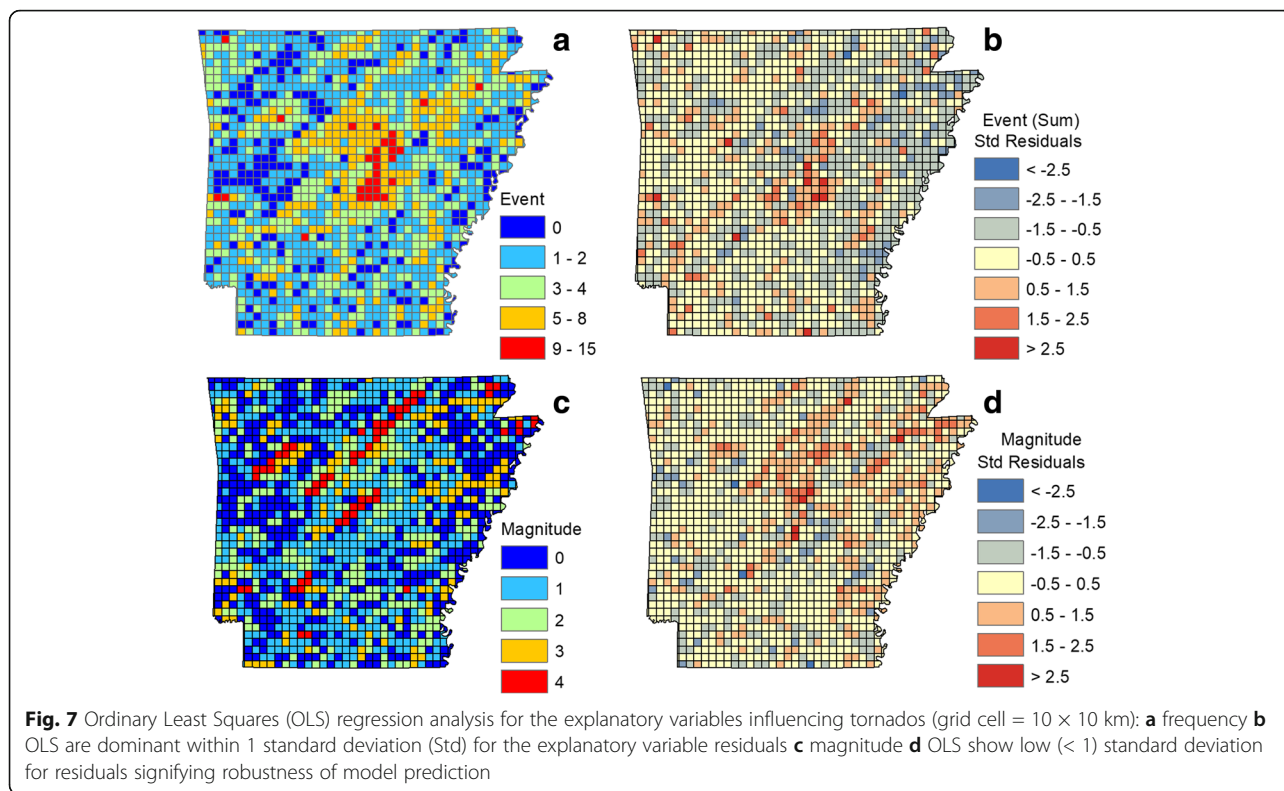 a
b
Event
0
1 - 2
3 - 4
5 - 8
9 - 15
Event (Sum)
Std Residuals
< -2.5
-2.5 - -1.5
-1.5 - -0.5
-0.5 - 0.5
0.5 - 1.5
1.5 - 2.5
> 2.5
c
d
Magnitude
0
1
2
3
4
Magnitude
Std Residuals
< -2.5
-2.5 - -1.5
-1.5 - -0.5
-0.5 - 0.5
0.5 - 1.5
1.5 - 2.5
> 2.5
Fig. 7 Ordinary Least Squares (OLS) regression analysis for the explanatory variables influencing tornados (grid cell = 10 × 10 km): a frequency b
OLS are dominant within 1 standard deviation (Std) for the explanatory variable residuals c magnitude d OLS show low (< 1) standard deviation
for residuals signifying robustness of model prediction